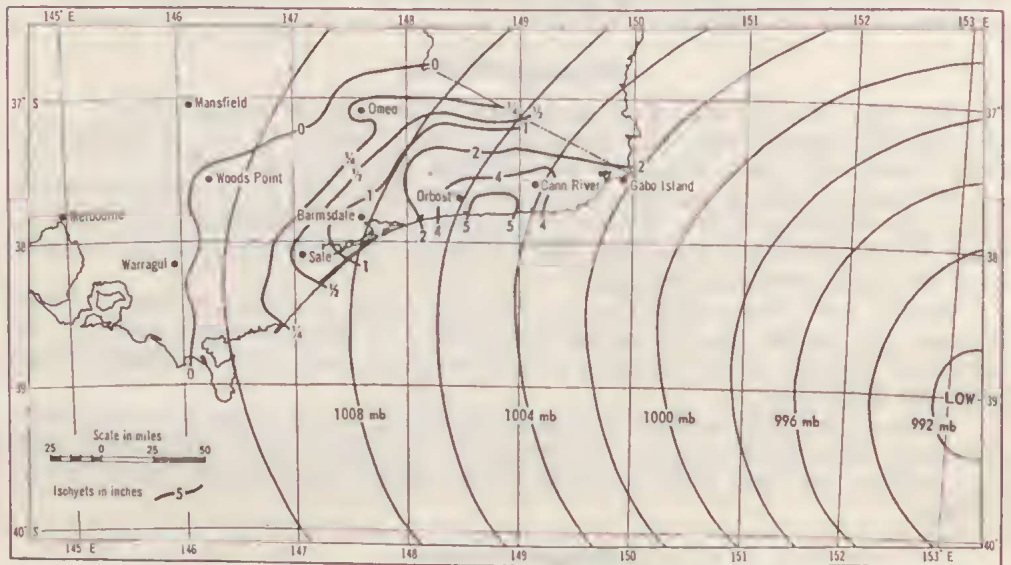 145° E 146 147 148 149 150 151 152 153° E
37° S
Mansfield
Omeo
0
0
¼ ½
1
37
¾
½
1
2
2
Woods Point
4
Cann River
Gabo Island
Orbost
Melbourne
Bairnsdale
2 4 5 5 4
38
Sale
1
38
Warragul
½
¼
0
39
39
LOW
1008 mb 1004 mb 1000 mb 996 mb 992 mb
Scale in miles
25 0 25 50
Isohyets in inches 5
40° S
40°
145 E 146 147 148 149 150 151 152 153° E